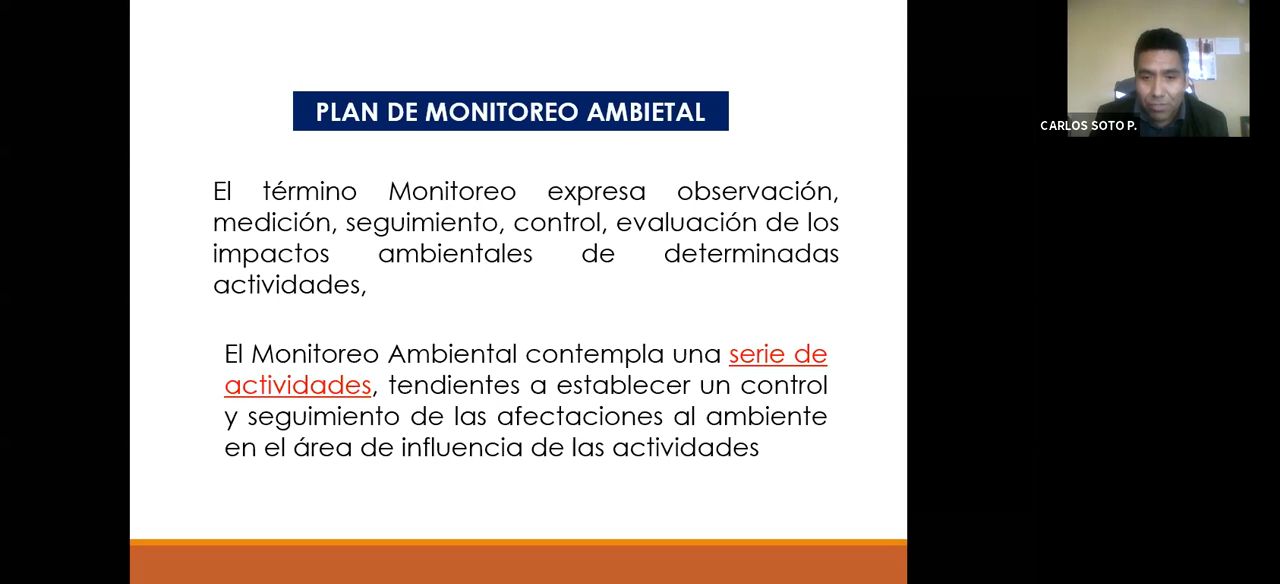 PLAN DE MONITOREO AMBIETAL
El término Monitoreo expresa observación,
medición, seguimiento, control, evaluación de los
impactos ambientales de determinadas
actividades,
El Monitoreo Ambiental contempla una serie de
actividades, tendientes a establecer un control
y seguimiento de las afectaciones al ambiente
en el área de influencia de las actividades
CARLOS SOTO P.